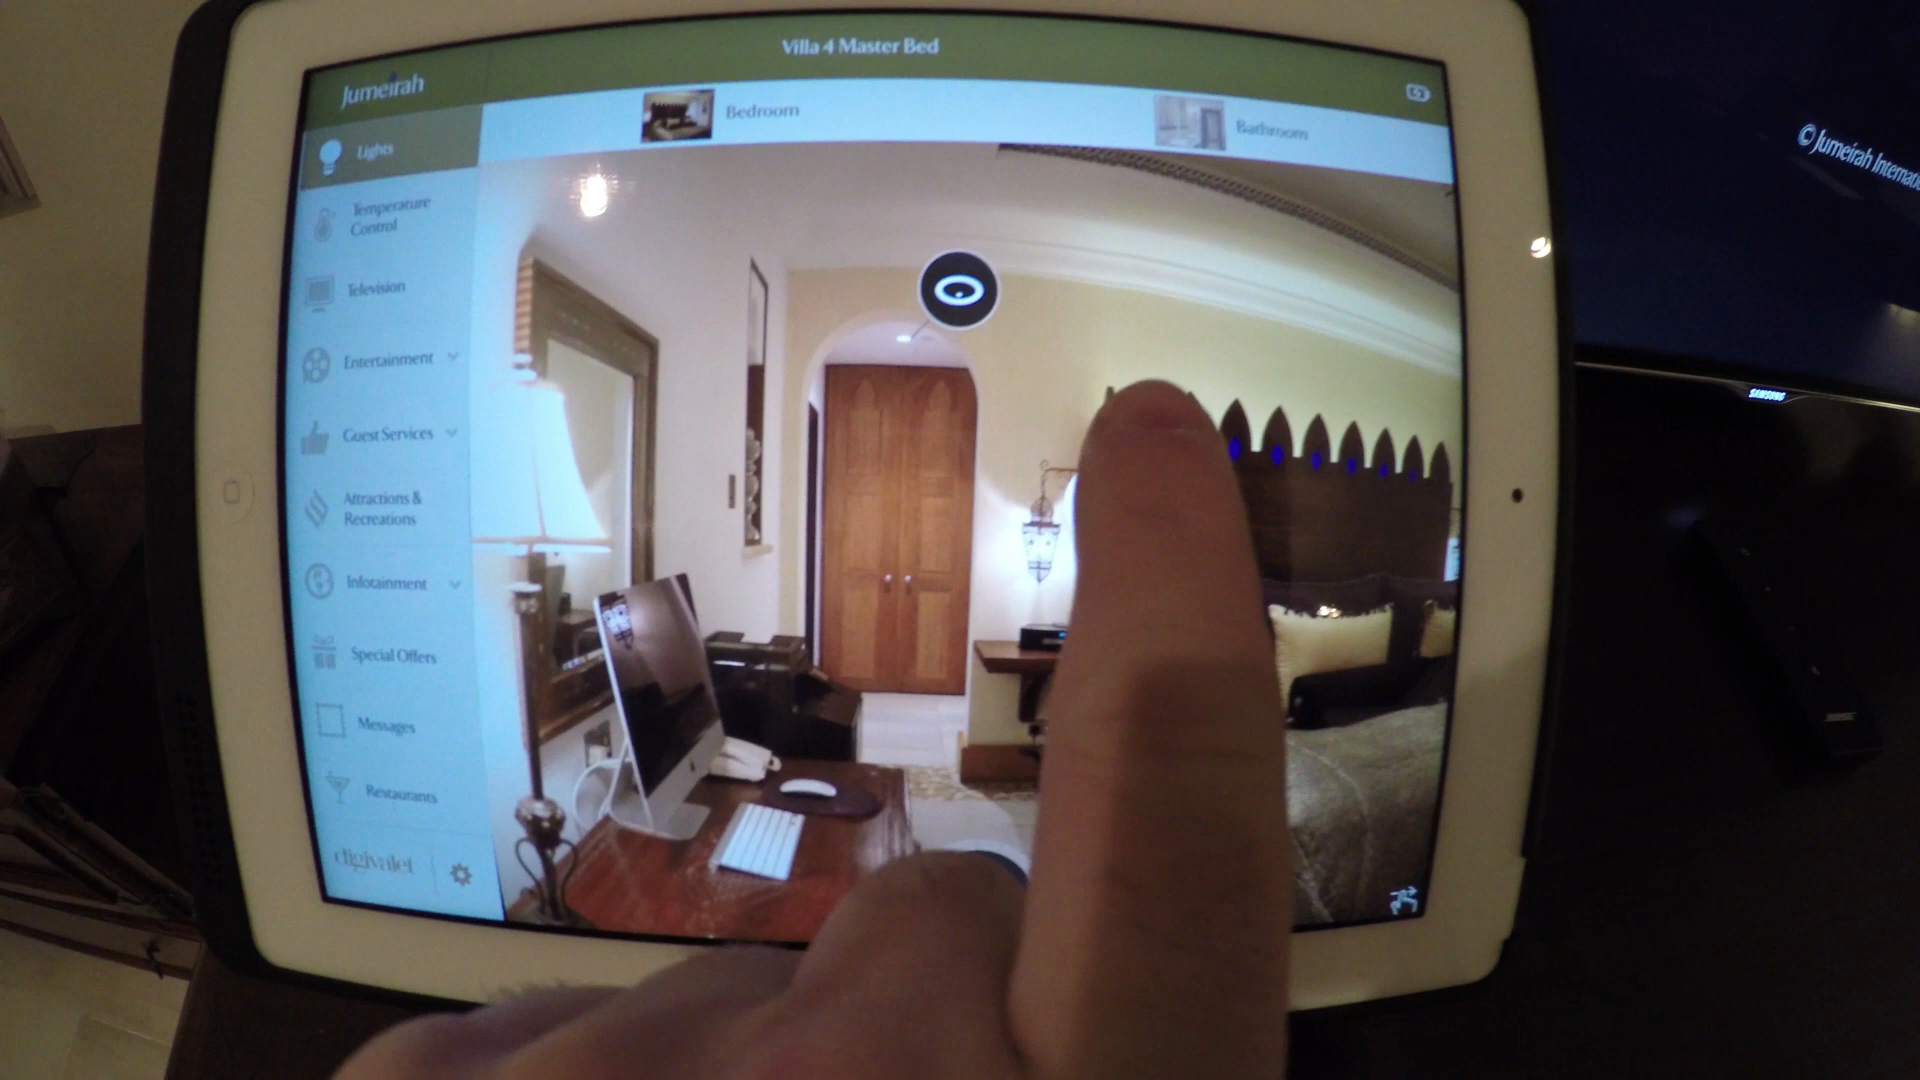 Villa 4 Master Bed
Jumeirah
Bedroom
Bathroom
Lights
Temperature
Control
Television
Entertainment
Guest Services
Attractions &
Recreations
Infotainment
Special Offers
Messages
Restaurants
digivalet
© Jumeirah Internatio
SAMSUNG